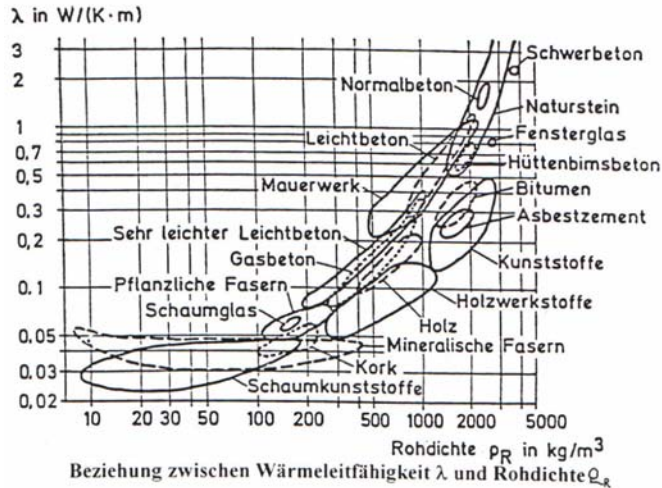 λ in W/(K·m)
3
2
1
0,7
0,5
0,3
0,2
0.1
0,05
0,03
0,02
Schwerbeton
Normalbeton
Naturstein
Leichtbeton
Fensterglas
Hüttenbimsbeton
Mauerwerk
Bitumen
Asbestzement
Sehr leichter Leichtbeton
Gasbeton
Kunststoffe
Pflanzliche Fasern
Schaumglas
Holzwerkstoffe
Holz
Mineralische Fasern
Kork
Schaumkunststoffe
10 20 30 50 100 200 500 1000 2000 5000
Rohdichte ρR in kg/m³
Beziehung zwischen Wärmeleitfähigkeit λ und Rohdichte ϱR